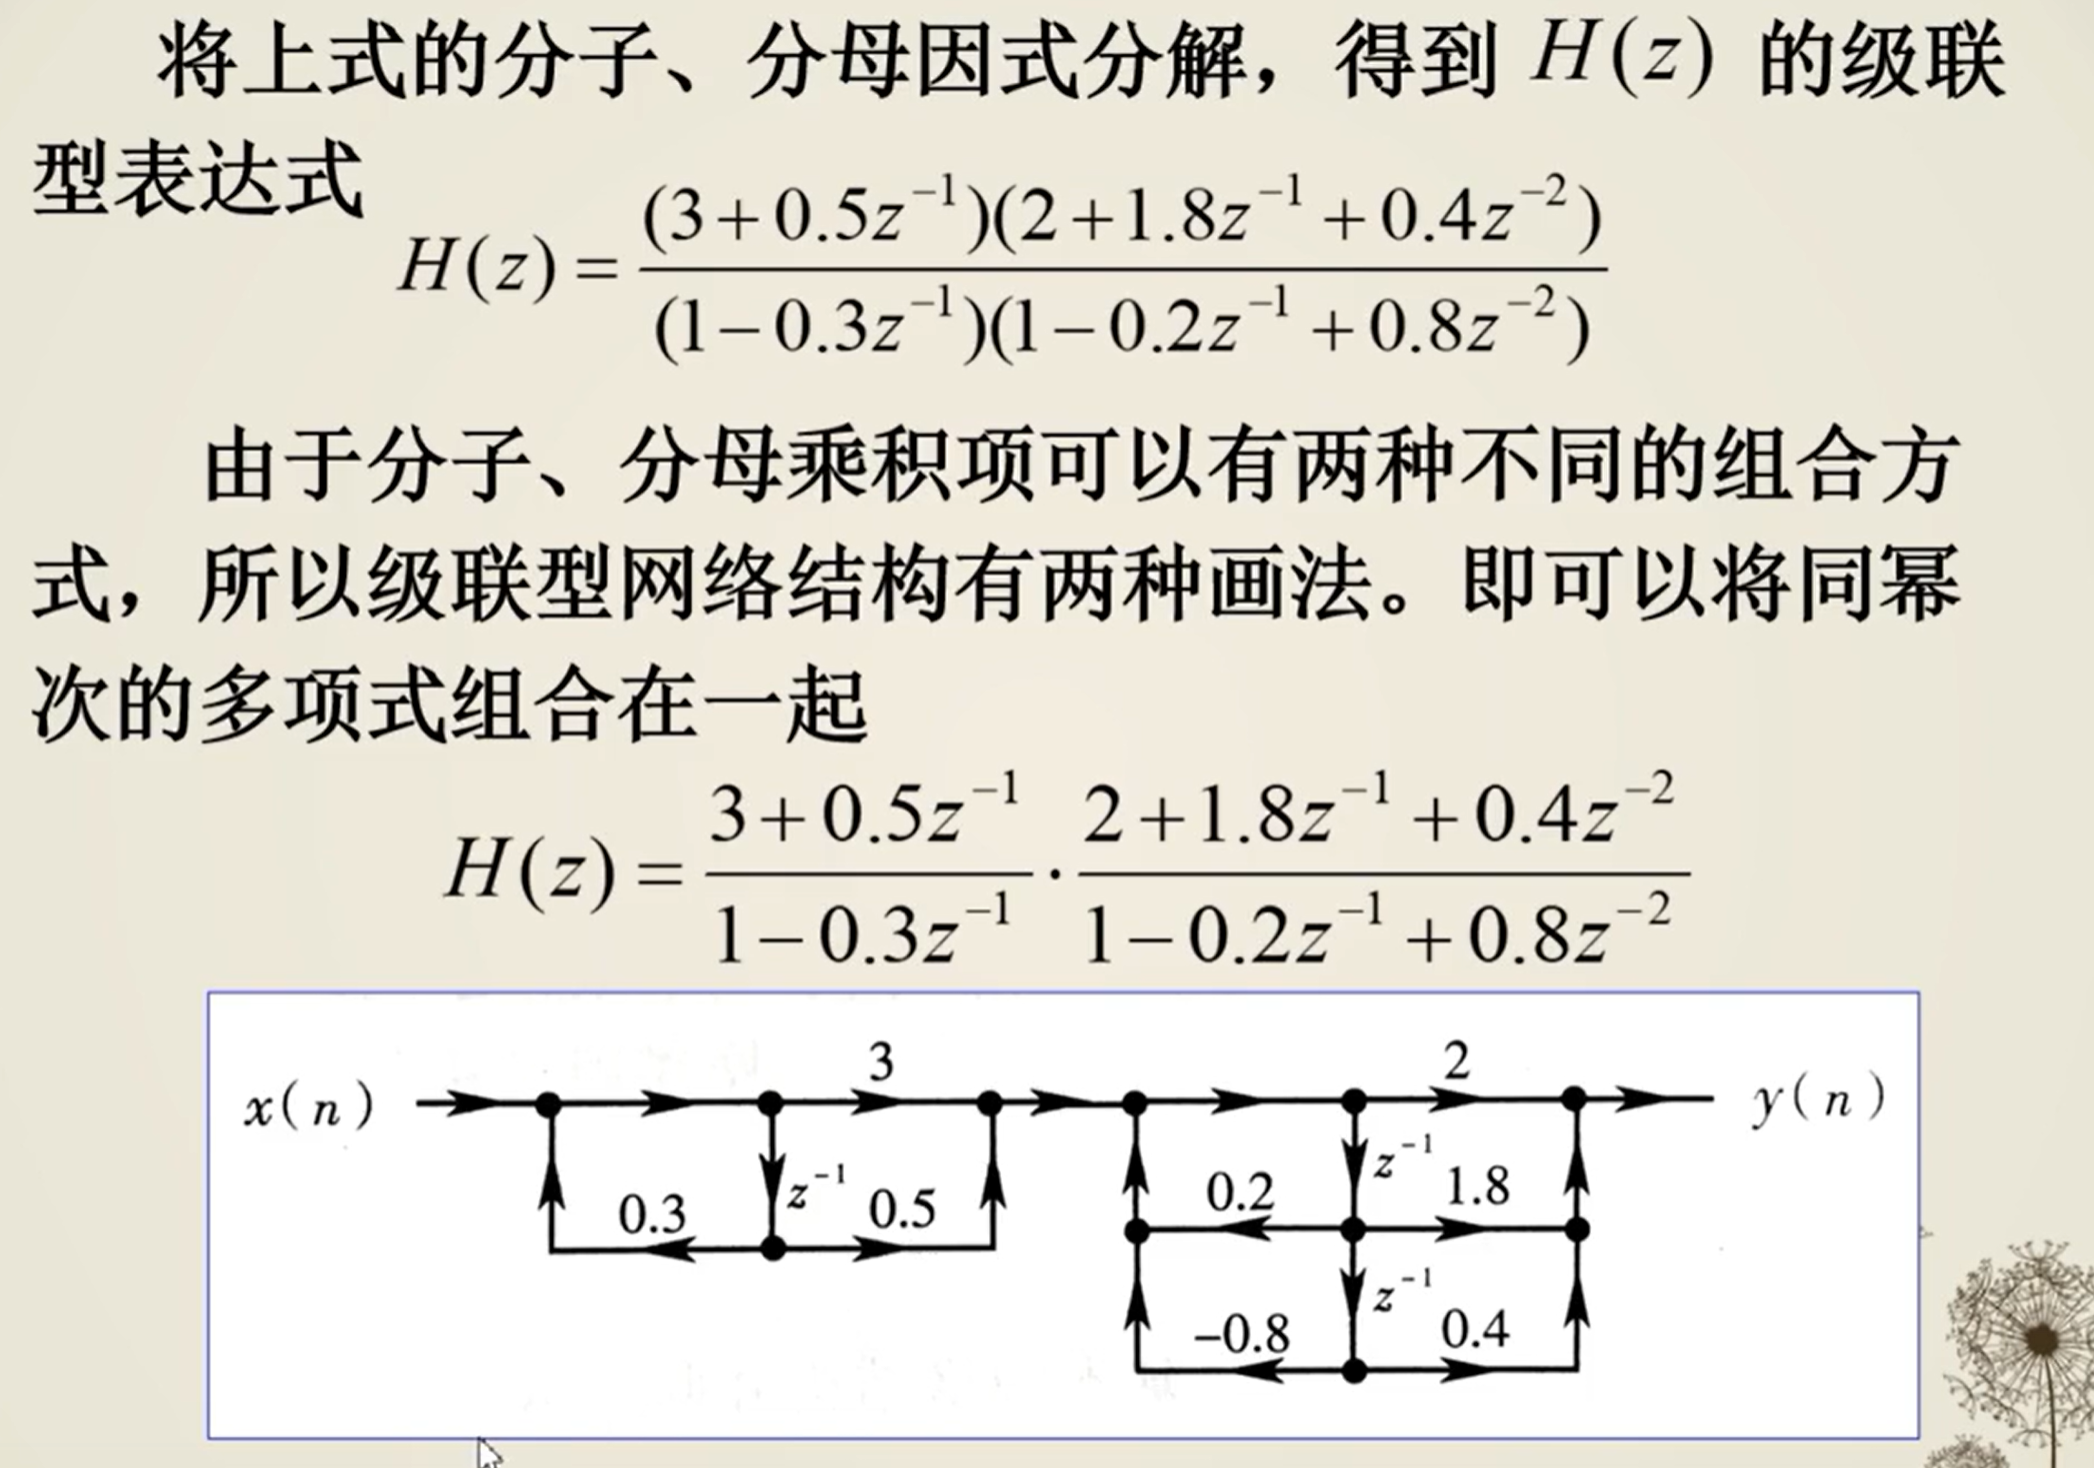 将上式的分子、分母因式分解，得到 H(z) 的级联
型表达式
H(z) = (3+0.5z⁻¹)(2+1.8z⁻¹+0.4z⁻²) / (1−0.3z⁻¹)(1−0.2z⁻¹+0.8z⁻²)
由于分子、分母乘积项可以有两种不同的组合方
式，所以级联型网络结构有两种画法。即可以将同幂
次的多项式组合在一起
H(z) = (3+0.5z⁻¹)/(1−0.3z⁻¹) · (2+1.8z⁻¹+0.4z⁻²)/(1−0.2z⁻¹+0.8z⁻²)
3 2
x(n) y(n)
z⁻¹
0.3 z⁻¹ 0.5 0.2 1.8
z⁻¹
−0.8 0.4